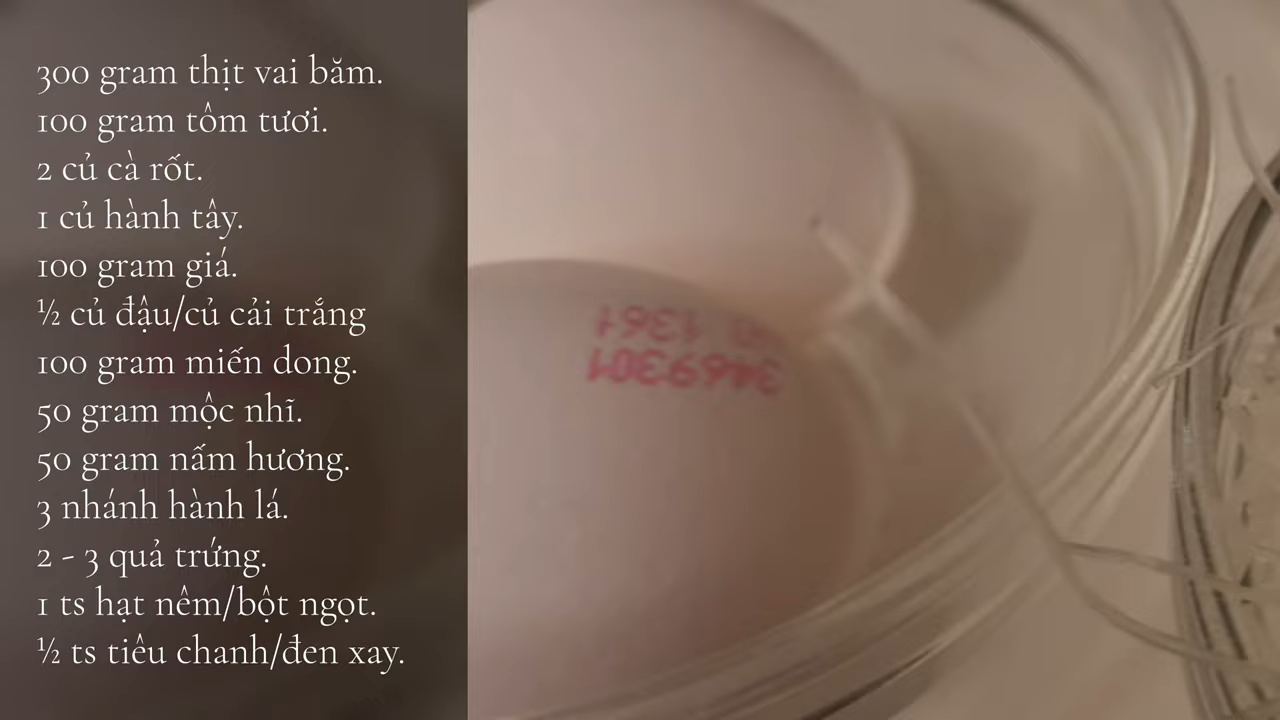 300 gram thịt vai băm.
100 gram tôm tươi.
2 củ cà rốt.
1 củ hành tây.
100 gram giá.
½ củ đậu/củ cải trắng
100 gram miến dong.
50 gram mộc nhĩ.
50 gram nấm hương.
3 nhánh hành lá.
2 - 3 quả trứng.
1 ts hạt nêm/bột ngọt.
½ ts tiêu chanh/đen xay.
3469301
1361